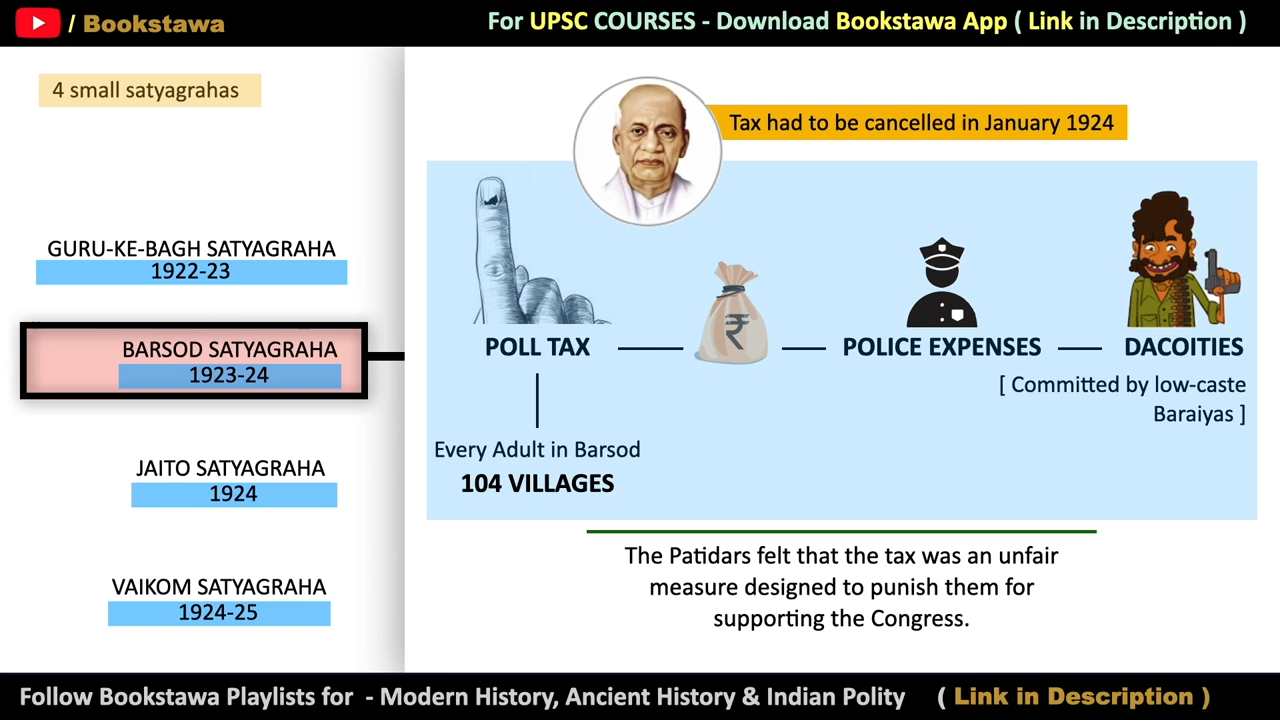 / Bookstawa
For UPSC COURSES - Download Bookstawa App ( Link in Description )
4 small satyagrahas
GURU-KE-BAGH SATYAGRAHA
1922-23
BARSOD SATYAGRAHA
1923-24
JAITO SATYAGRAHA
1924
VAIKOM SATYAGRAHA
1924-25
Tax had to be cancelled in January 1924
POLL TAX
₹
POLICE EXPENSES
DACOITIES
[ Committed by low-caste
Baraiyas ]
Every Adult in Barsod
104 VILLAGES
The Patidars felt that the tax was an unfair
measure designed to punish them for
supporting the Congress.
Follow Bookstawa Playlists for - Modern History, Ancient History & Indian Polity ( Link in Description )